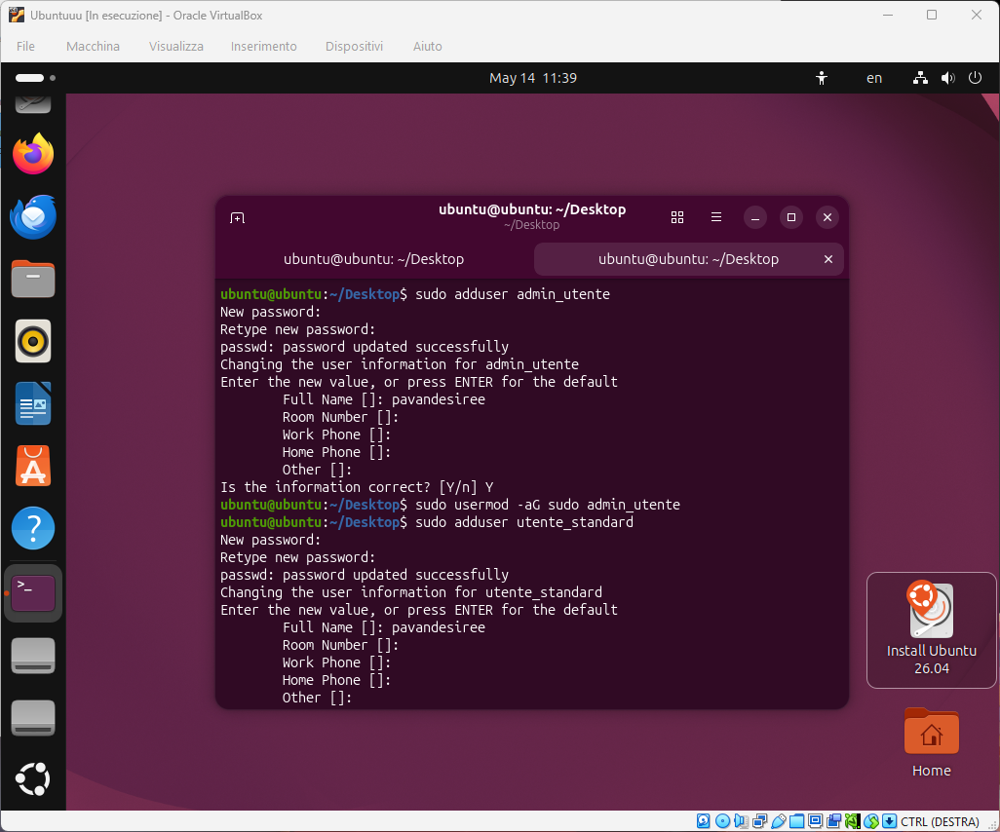 Ubuntuuu [In esecuzione] - Oracle VirtualBox
File Macchina Visualizza Inserimento Dispositivi Aiuto
May 14 11:39
en
ubuntu@ubuntu: ~/Desktop
~/Desktop
ubuntu@ubuntu: ~/Desktop ubuntu@ubuntu: ~/Desktop
ubuntu@ubuntu:~/Desktop$ sudo adduser admin_utente
New password:
Retype new password:
passwd: password updated successfully
Changing the user information for admin_utente
Enter the new value, or press ENTER for the default
Full Name []: pavandesiree
Room Number []:
Work Phone []:
Home Phone []:
Other []:
Is the information correct? [Y/n] Y
ubuntu@ubuntu:~/Desktop$ sudo usermod -aG sudo admin_utente
ubuntu@ubuntu:~/Desktop$ sudo adduser utente_standard
New password:
Retype new password:
passwd: password updated successfully
Changing the user information for utente_standard
Enter the new value, or press ENTER for the default
Full Name []: pavandesiree
Room Number []:
Work Phone []:
Home Phone []:
Other []:
Install Ubuntu
26.04
Home
CTRL (DESTRA)